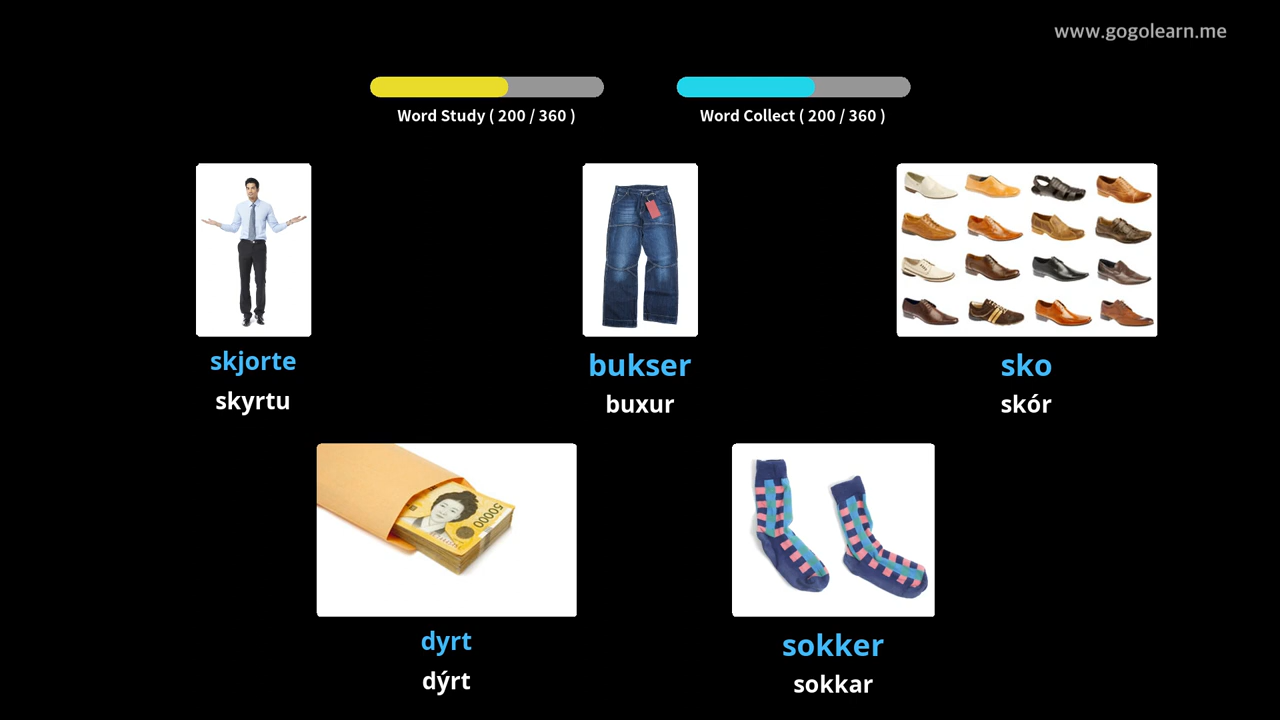 www.gogolearn.me
Word Study ( 200 / 360 )
Word Collect ( 200 / 360 )
skjorte
skyrtu
bukser
buxur
sko
skór
50000
dyrt
dýrt
sokker
sokkar